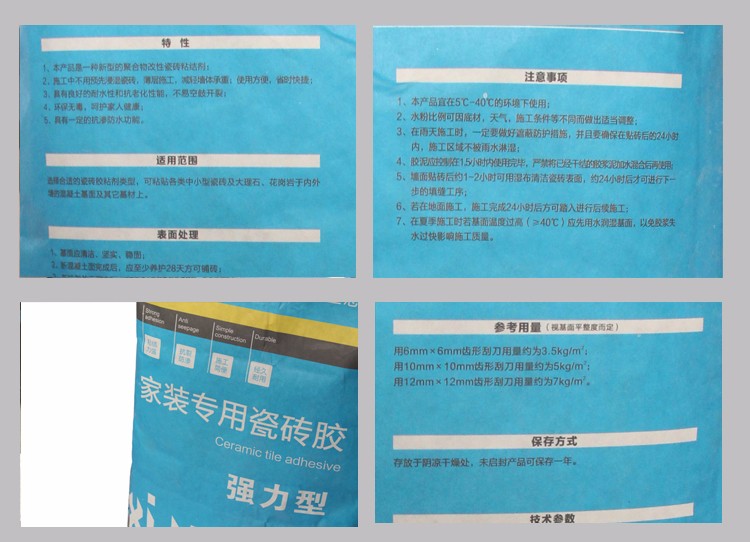 特 性
1、本产品是一种新型的聚合物改性瓷砖粘结剂；
2、施工中不用预先浸湿瓷砖，薄层施工，减轻墙体承重；使用方便，省时快捷；
3、具有良好的耐水性和抗老化性能，不易空鼓开裂；
4、环保无毒，呵护家人健康；
5、具有一定的抗渗防水功能。
适用范围
选择合适的瓷砖胶粘剂类型，可粘贴各类中小型瓷砖及大理石、花岗岩于内外
墙的混凝土基面及其它基材上。
表面处理
1、基面应清洁、坚实、稳固；
2、新混凝土面完成后，应至少养护28天方可铺砖；
注意事项
1、本产品宜在5℃-40℃的环境下使用；
2、水粉比例可因底材，天气，施工条件等不同而做出适当调整；
3、在雨天施工时，一定要做好遮蔽防护措施，并且要确保在贴砖后的24小时
内，施工区域不被雨水淋湿；
4、胶泥应控制在1.5小时内使用完毕，严禁将已经干结的胶浆泥加水混合后再使用；
5、墙面贴砖后约1-2小时可用湿布清洁瓷砖表面，约24小时后才可进行下一
步的填缝工序；
6、若在地面施工，施工完成24小时后方可踏入进行后续施工；
7、在夏季施工时若基面温度过高（≥40℃）应先用水润湿基面，以免胶浆失
水过快影响施工质量。
Strong adhesion
Anti seepage
Simple construction
Durable
抗裂
防渗
施工
简便
经久
耐用
家装专用瓷砖胶
Ceramic tile adhesive
强力型
参考用量（视基面平整度而定）
用6mm×6mm齿形刮刀用量约为3.5kg/m²；
用10mm×10mm齿形刮刀用量约为5kg/m²；
用12mm×12mm齿形刮刀用量约为7kg/m²。
保存方式
存放于阴凉干燥处，未启封产品可保存一年。
技术参数